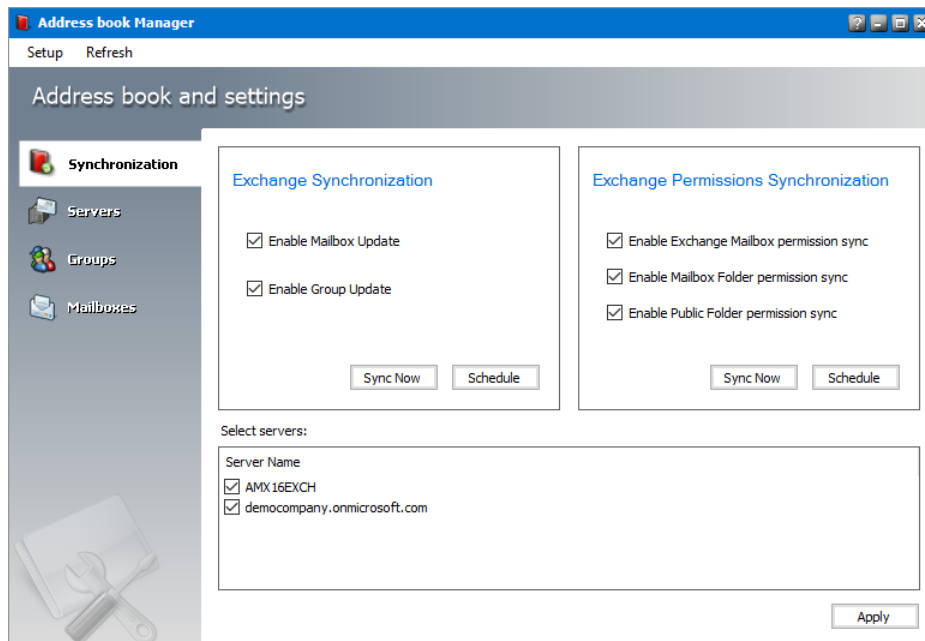 Address book Manager
Setup Refresh
Address book and settings
Synchronization
Servers
Groups
Mailboxes
Exchange Synchronization
Enable Mailbox Update
Enable Group Update
Sync Now Schedule
Exchange Permissions Synchronization
Enable Exchange Mailbox permission sync
Enable Mailbox Folder permission sync
Enable Public Folder permission sync
Sync Now Schedule
Select servers:
Server Name
AMX16EXCH
democompany.onmicrosoft.com
Apply